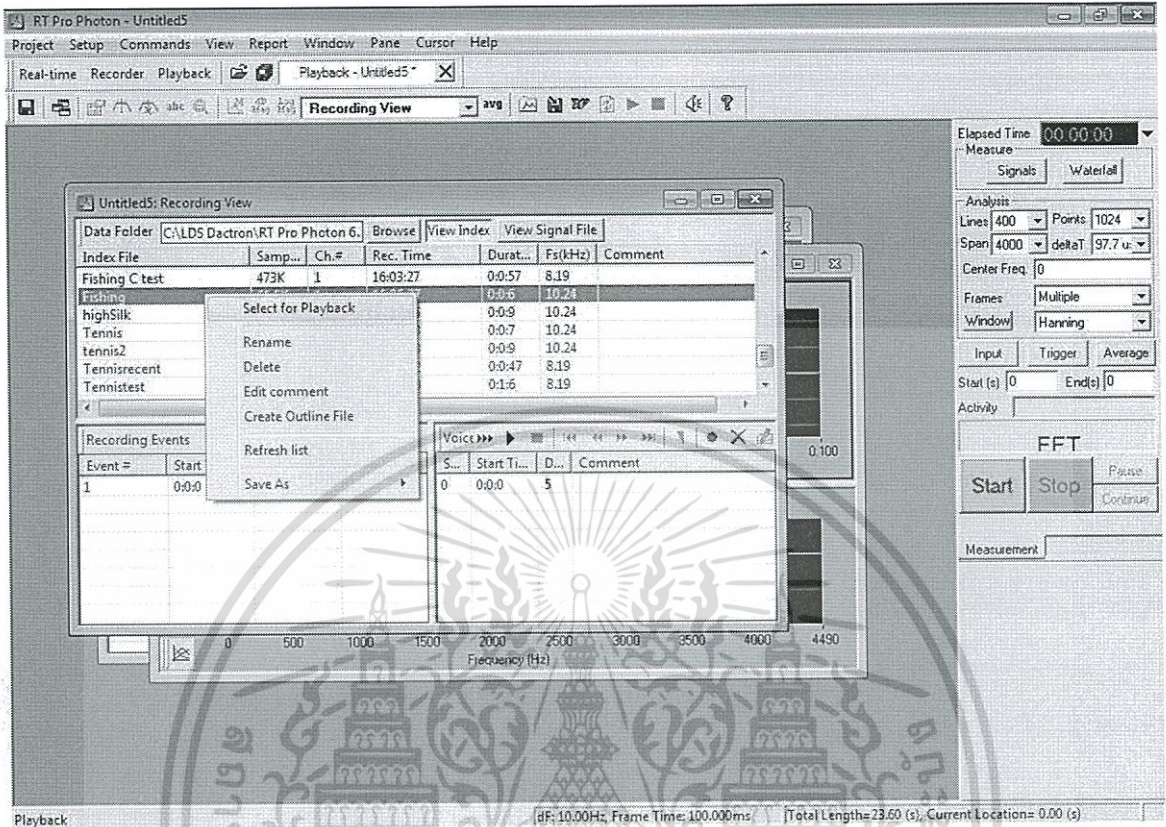 RT Pro Photon - Untitled5
Project Setup Commands View Report Window Pane Cursor Help
Real-time Recorder Playback Playback - Untitled5 *
abc Recording View avg
Elapsed Time 00:00:00
Measure
Signals Waterfall
Analysis
Lines 400 Points 1024
Span 4000 deltaT 97.7 u:
Center Freq. 0
Frames Multiple
Window Hanning
Input Trigger Average
Start (s) 0 End(s) 0
Activity
FFT
Start Stop Pause
Continue
Measurement
Untitled5: Recording View
Data Folder C:\LDS Dactron\RT Pro Photon 6. Browse View Index View Signal File
Index File Samp... Ch.# Rec. Time Durat... Fs(kHz) Comment
Fishing C test 473K 1 16:03:27 0:0:57 8.19
Fishing 0:0:6 10.24
highSilk 0:0:9 10.24
Tennis 0:0:7 10.24
tennis2 0:0:9 10.24
Tennisrecent 0:0:47 8.19
Tennistest 0:1:6 8.19
Select for Playback
Rename
Delete
Edit comment
Create Outline File
Refresh list
Save As
Recording Events
Event = Start
1 0:0:0
Voice
S... Start Ti... D... Comment
0 0:0:0 5
0.100
0 500 1000 1500 2000 2500 3000 3500 4000 4490
Frequency (Hz)
Playback dF: 10.00Hz, Frame Time: 100.000ms Total Length=23.60 (s), Current Location= 0.00 (s)